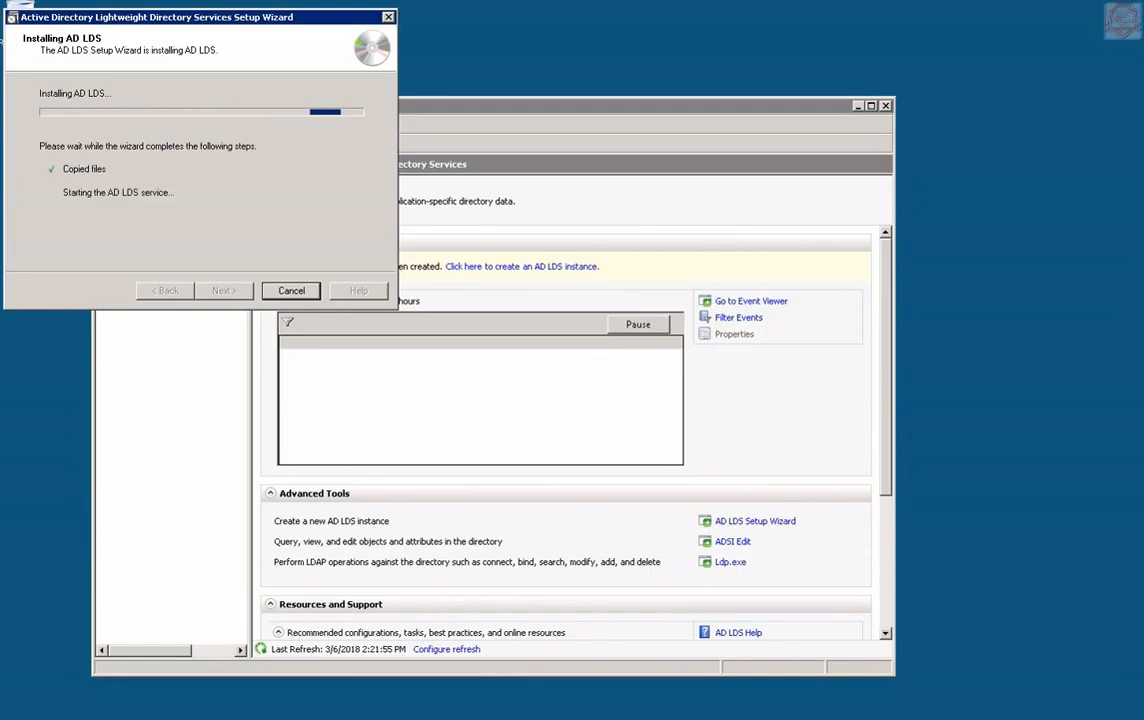 Active Directory Lightweight Directory Services Setup Wizard
Installing AD LDS
The AD LDS Setup Wizard is installing AD LDS.
Installing AD LDS...
Please wait while the wizard completes the following steps.
Copied files
Starting the AD LDS service...
< Back
Next >
Cancel
Help
ectory Services
lication-specific directory data.
en created. Click here to create an AD LDS instance.
hours
Pause
Go to Event Viewer
Filter Events
Properties
Advanced Tools
Create a new AD LDS instance
AD LDS Setup Wizard
Query, view, and edit objects and attributes in the directory
ADSI Edit
Perform LDAP operations against the directory such as connect, bind, search, modify, add, and delete
Ldp.exe
Resources and Support
Recommended configurations, tasks, best practices, and online resources
AD LDS Help
Last Refresh: 3/6/2018 2:21:55 PM Configure refresh